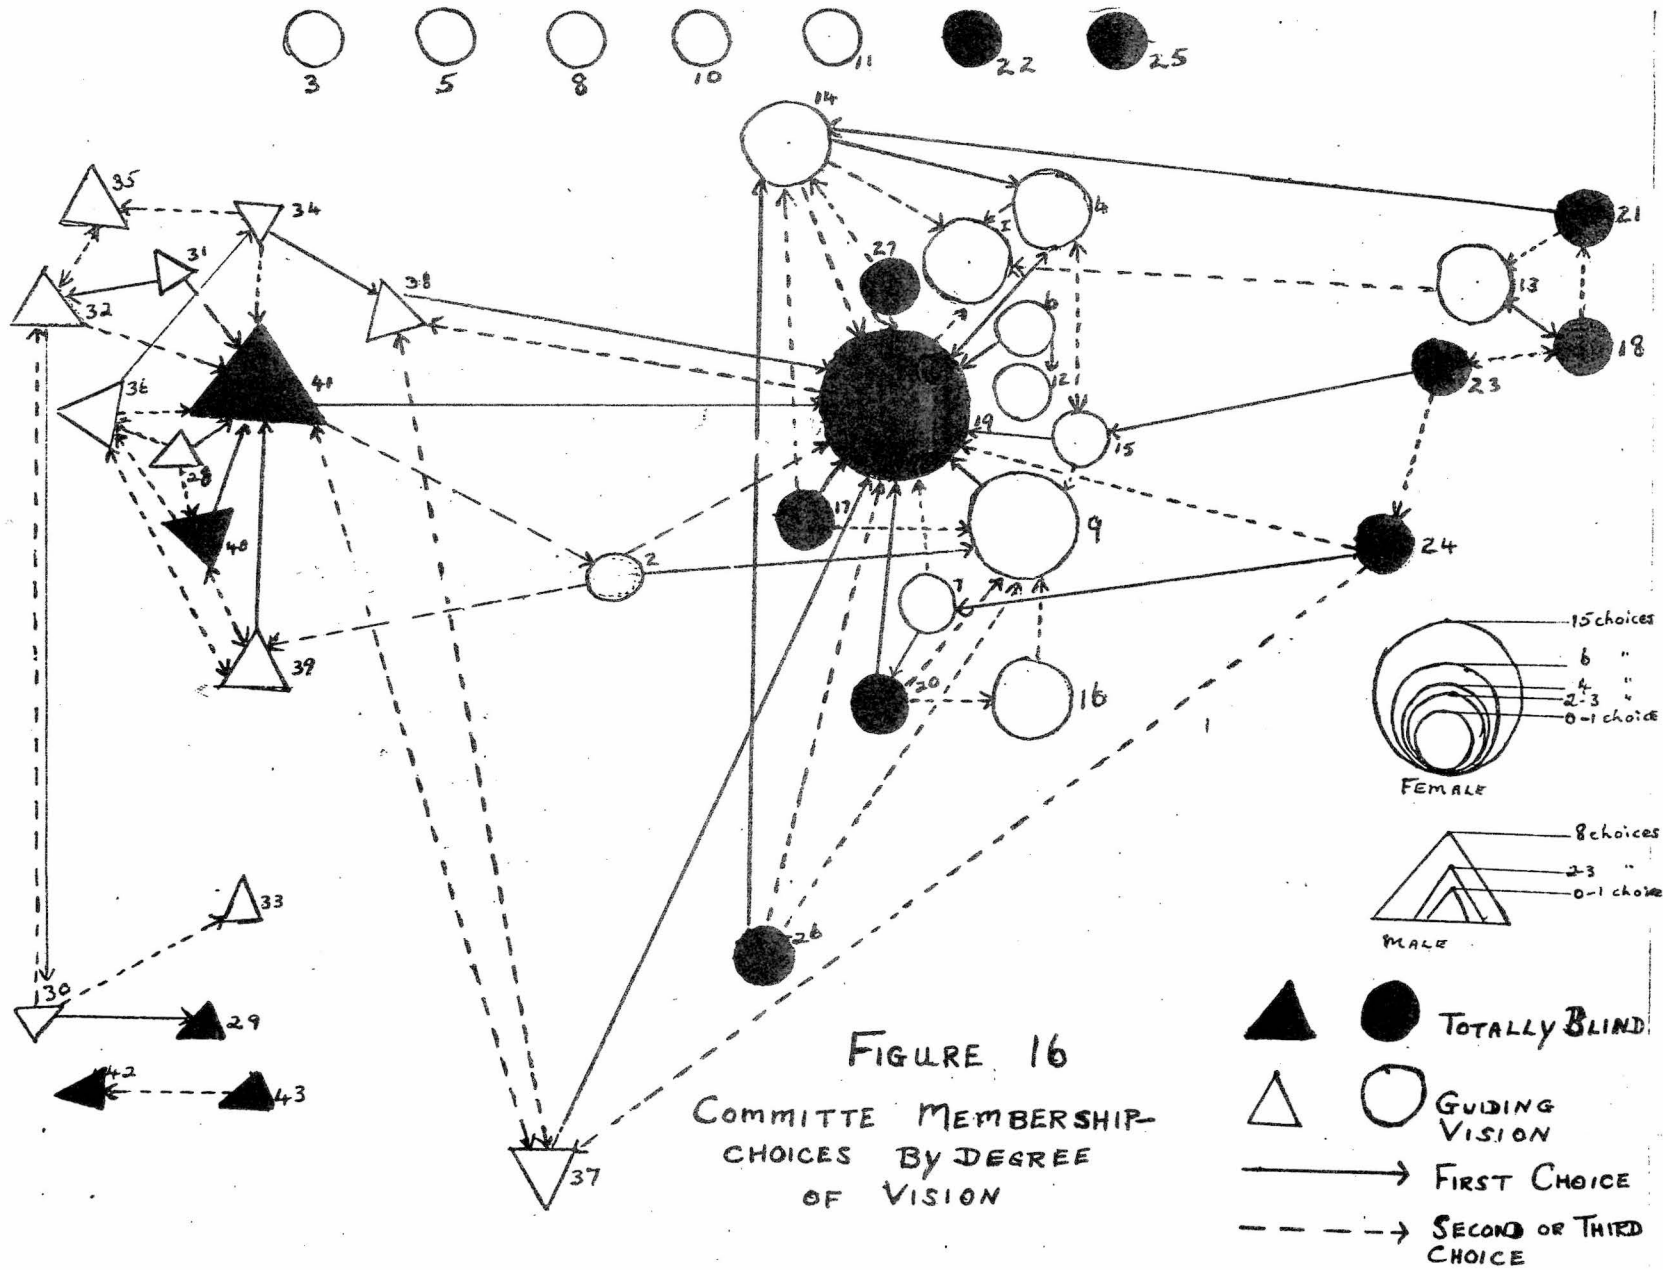 3 5 8 10 11 22 25
14
35 34 4 21
31 1
27
38 13
32 6
18
36 41 12 23
19
15
28
17 9
40 24
2
7
39
20 16
15 choices
6 "
4 "
2-3 "
0-1 choice
FEMALE
8 choices
2-3 "
0-1 choice
MALE
33
26
30
29
TOTALLY BLIND
FIGURE 16
42 43
COMMITTE MEMBERSHIP-
CHOICES BY DEGREE
OF VISION
GUIDING
VISION
37
FIRST CHOICE
SECOND OR THIRD
CHOICE